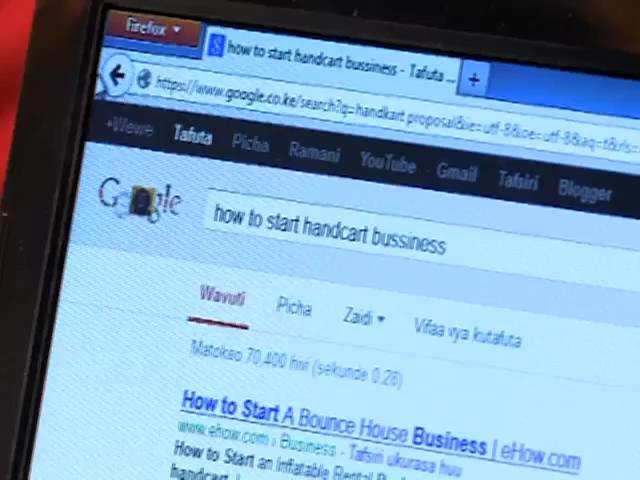 Firefox
how to start handcart bussiness - Tafuta ...
https://www.google.co.ke/search?q=handkart proposal&ie=utf-8&oe=utf-8&aq=t&rls=
+Wewe Tafuta Picha Ramani YouTube Gmail Tafsiri Blogger
Google
how to start handcart bussiness
Wavuti Picha Zaidi Vifaa vya kutafuta
Matokeo 70,400 hivi (sekunde 0.28)
How to Start A Bounce House Business | eHow.com
www.ehow.com › Business - Tafsiri ukurasa huu
How to Start an Inflatable Rental
handcart